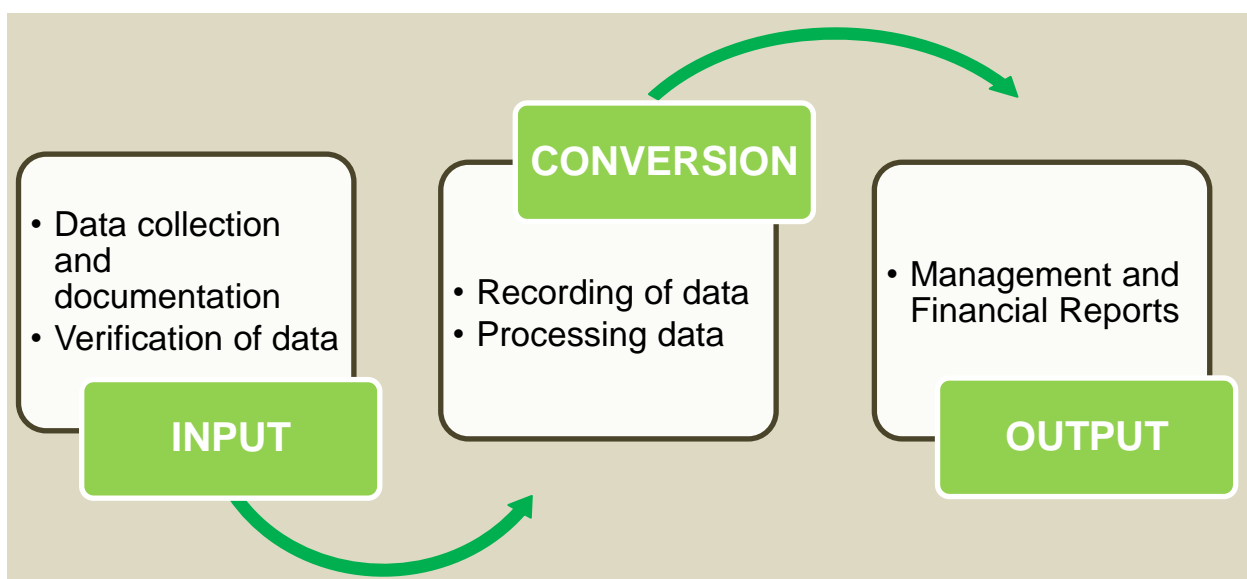 • Data collection
and
documentation
• Verification of data
INPUT
CONVERSION
• Recording of data
• Processing data
• Management and
Financial Reports
OUTPUT